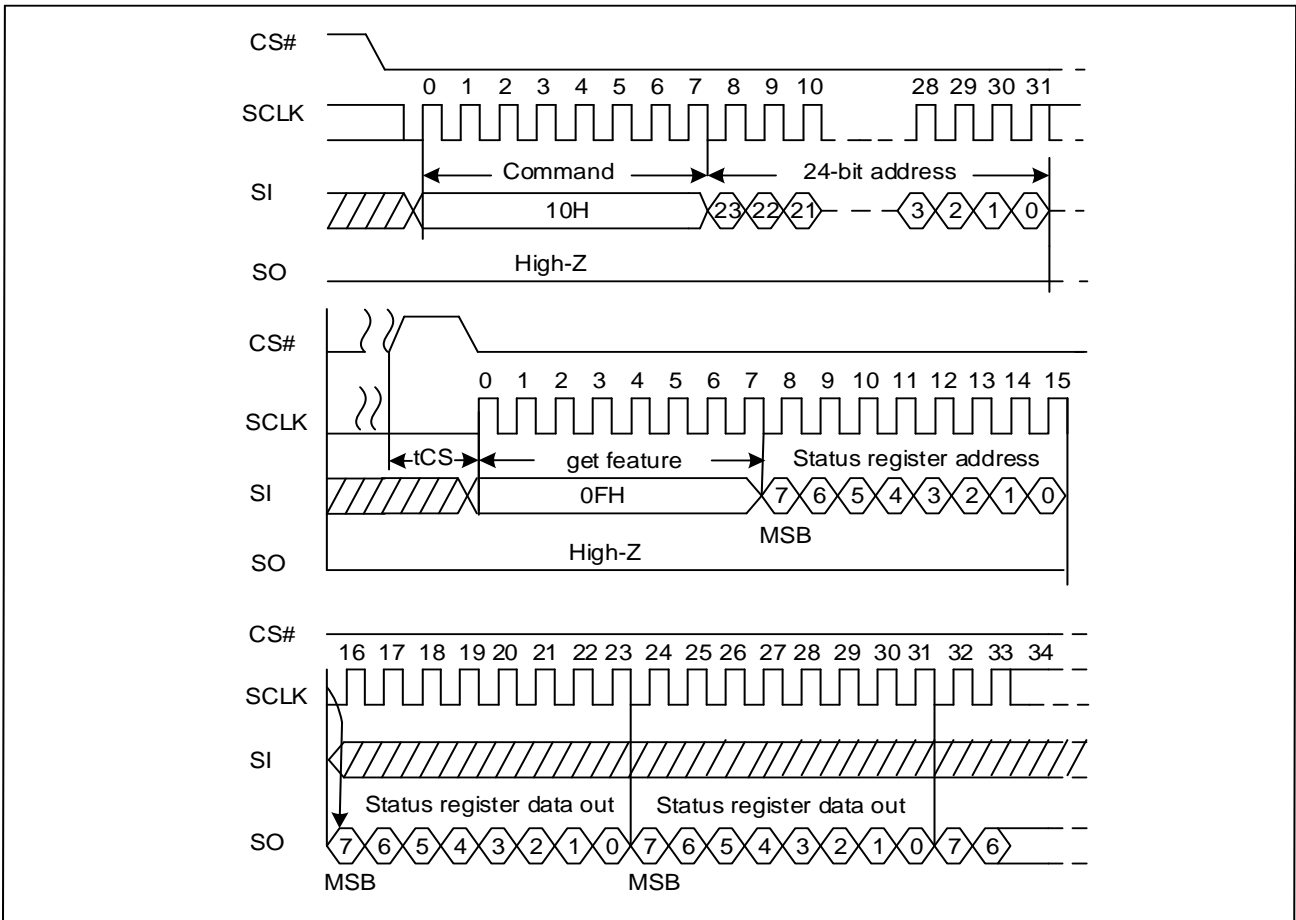 CS#
0 1 2 3 4 5 6 7 8 9 10 28 29 30 31
SCLK
Command 24-bit address
SI
10H 23 22 21 3 2 1 0
High-Z
SO
CS#
0 1 2 3 4 5 6 7 8 9 10 11 12 13 14 15
SCLK
tCS get feature Status register address
SI
0FH 7 6 5 4 3 2 1 0
MSB
High-Z
SO
CS#
16 17 18 19 20 21 22 23 24 25 26 27 28 29 30 31 32 33 34
SCLK
SI
Status register data out Status register data out
SO 7 6 5 4 3 2 1 0 7 6 5 4 3 2 1 0 7 6
MSB MSB